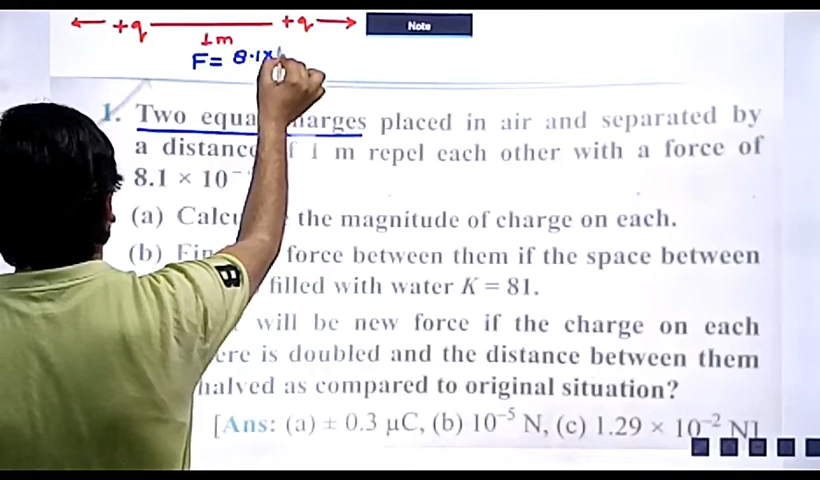 +q +q
Note
1m
F= 8.1x
1. Two equa harges placed in air and separated by
a distance f 1 m repel each other with a force of
8.1 × 10⁻
(a) Calcu the magnitude of charge on each.
(b) Fin force between them if the space between
filled with water K = 81.
will be new force if the charge on each
ere is doubled and the distance between them
halved as compared to original situation?
[Ans: (a) ± 0.3 μC, (b) 10⁻⁵ N, (c) 1.29 × 10⁻² N]
B